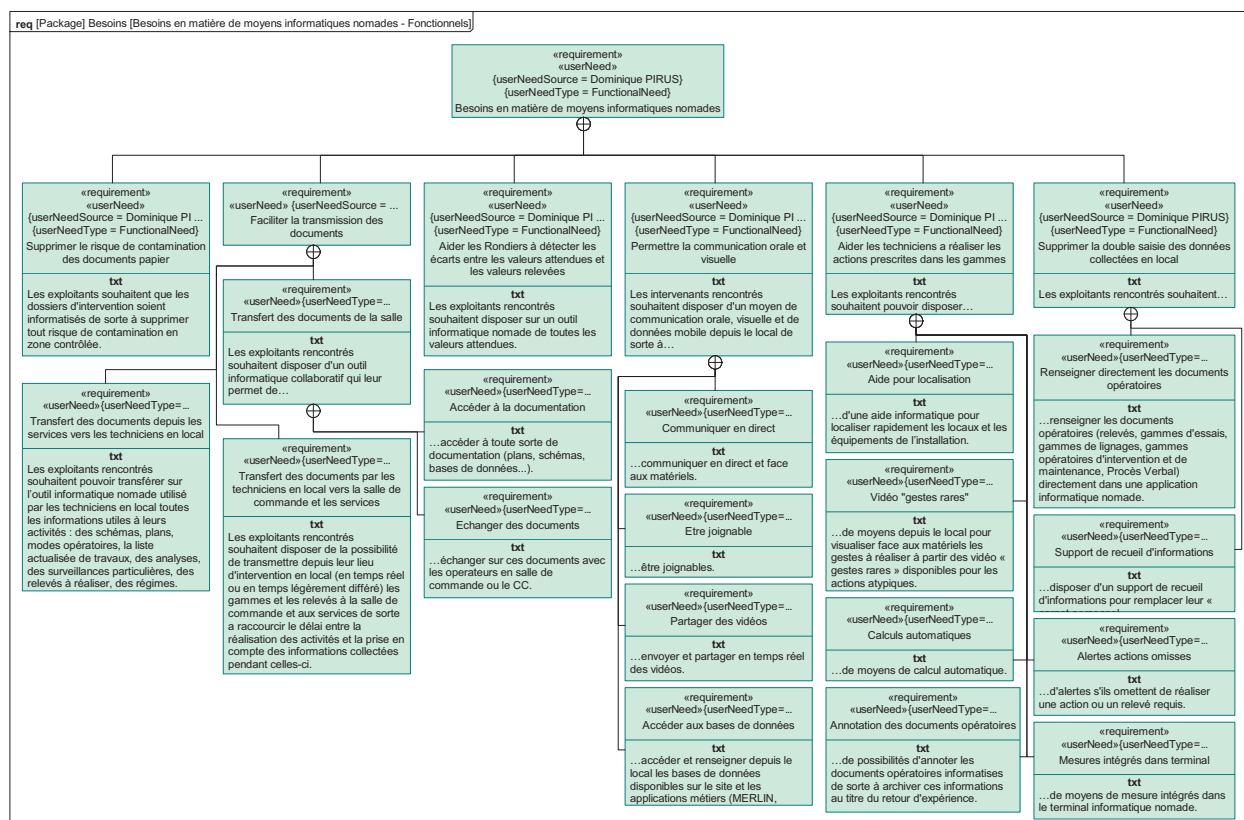 req [Package] Besoins [Besoins en matière de moyens informatiques nomades - Fonctionnels]
«requirement»
«userNeed»
{userNeedSource = Dominique PIRUS}
{userNeedType = FunctionalNeed}
Besoins en matière de moyens informatiques nomades
«requirement»
«userNeed»
{userNeedSource = Dominique PI ...
{userNeedType = FunctionalNeed}
Supprimer le risque de contamination
des documents papier
txt
Les exploitants souhaitent que les
dossiers d'intervention soient
informatisés de sorte à supprimer
tout risque de contamination en
zone contrôlée.
«requirement»
«userNeed» {userNeedSource = ...
Faciliter la transmission des
documents
«requirement»
«userNeed»{userNeedType=...
Transfert des documents de la salle
txt
Les exploitants rencontrés
souhaitent disposer d'un outil
informatique collaboratif qui leur
permet de…
«requirement»
«userNeed»{userNeedType=...
Transfert des documents depuis les
services vers les techniciens en local
txt
Les exploitants rencontrés
souhaitent pouvoir transférer sur
l'outil informatique nomade utilisé
par les techniciens en local toutes
les informations utiles à leurs
activités : des schémas, plans,
modes opératoires, la liste
actualisée de travaux, des analyses,
des surveillances particulières, des
relevés à réaliser, des régimes.
«requirement»
«userNeed»{userNeedType=...
Transfert des documents par les
techniciens en local vers la salle de
commande et les services
txt
Les exploitants rencontrés
souhaitent disposer de la possibilité
de transmettre depuis leur lieu
d'intervention en local (en temps réel
ou en temps légèrement différé) les
gammes et les relevés à la salle de
commande et aux services de sorte
a raccourcir le délai entre la
réalisation des activités et la prise en
compte des informations collectées
pendant celles-ci.
«requirement»
«userNeed»
{userNeedSource = Dominique PI ...
{userNeedType = FunctionalNeed}
Aider les Rondiers à détecter les
écarts entre les valeurs attendues et
les valeurs relevées
txt
Les exploitants rencontrés
souhaitent disposer sur un outil
informatique nomade de toutes les
valeurs attendues.
«requirement»
«userNeed»{userNeedType=...
Accéder à la documentation
txt
…accéder à toute sorte de
documentation (plans, schémas,
bases de données...).
«requirement»
«userNeed»{userNeedType=...
Echanger des documents
txt
…échanger sur ces documents avec
les operateurs en salle de
commande ou le CC.
«requirement»
«userNeed»
{userNeedSource = Dominique PI ...
{userNeedType = FunctionalNeed}
Permettre la communication orale et
visuelle
txt
Les intervenants rencontrés
souhaitent disposer d'un moyen de
communication orale, visuelle et de
données mobile depuis le local de
sorte à…
«requirement»
«userNeed»{userNeedType=...
Communiquer en direct
txt
…communiquer en direct et face
aux matériels.
«requirement»
«userNeed»{userNeedType=...
Etre joignable
txt
…être joignables.
«requirement»
«userNeed»{userNeedType=...
Partager des vidéos
txt
…envoyer et partager en temps réel
des vidéos.
«requirement»
«userNeed»{userNeedType=...
Accéder aux bases de données
txt
…accéder et renseigner depuis le
local les bases de données
disponibles sur le site et les
applications métiers (MERLIN,
«requirement»
«userNeed»
{userNeedSource = Dominique PI ...
{userNeedType = FunctionalNeed}
Aider les techniciens a réaliser les
actions prescrites dans les gammes
txt
Les exploitants rencontrés
souhaitent pouvoir disposer…
«requirement»
«userNeed»{userNeedType=...
Aide pour localisation
txt
…d'une aide informatique pour
localiser rapidement les locaux et les
équipements de l'installation.
«requirement»
«userNeed»{userNeedType=...
Vidéo "gestes rares"
txt
…de moyens depuis le local pour
visualiser face aux matériels les
gestes à réaliser à partir des vidéo «
gestes rares » disponibles pour les
actions atypiques.
«requirement»
«userNeed»{userNeedType=...
Calculs automatiques
txt
…de moyens de calcul automatique.
«requirement»
«userNeed»{userNeedType=...
Annotation des documents opératoires
txt
…de possibilités d'annoter les
documents opératoires informatises
de sorte à archiver ces informations
au titre du retour d'expérience.
«requirement»
«userNeed»
{userNeedSource = Dominique PIRUS}
{userNeedType = FunctionalNeed}
Supprimer la double saisie des données
collectées en local
txt
Les exploitants rencontrés souhaitent…
«requirement»
«userNeed»{userNeedType=...
Renseigner directement les documents
opératoires
txt
…renseigner les documents
opératoires (relevés, gammes d'essais,
gammes de lignages, gammes
opératoires d'intervention et de
maintenance, Procès Verbal)
directement dans une application
informatique nomade.
«requirement»
«userNeed»{userNeedType=...
Support de recueil d'informations
txt
…disposer d'un support de recueil
d'informations pour remplacer leur «
«requirement»
«userNeed»{userNeedType=...
Alertes actions omisses
txt
…d'alertes s'ils omettent de réaliser
une action ou un relevé requis.
«requirement»
«userNeed»{userNeedType=...
Mesures intégrés dans terminal
txt
…de moyens de mesure intégrés dans
le terminal informatique nomade.